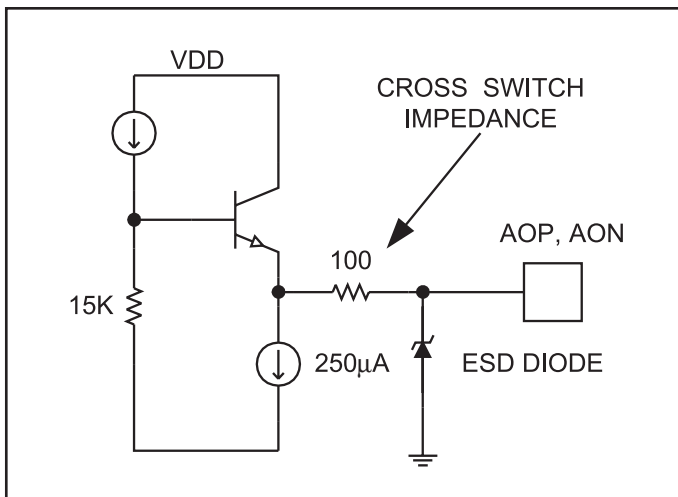 VDD
CROSS SWITCH
IMPEDANCE
AOP, AON
100
15K
250μA
ESD DIODE